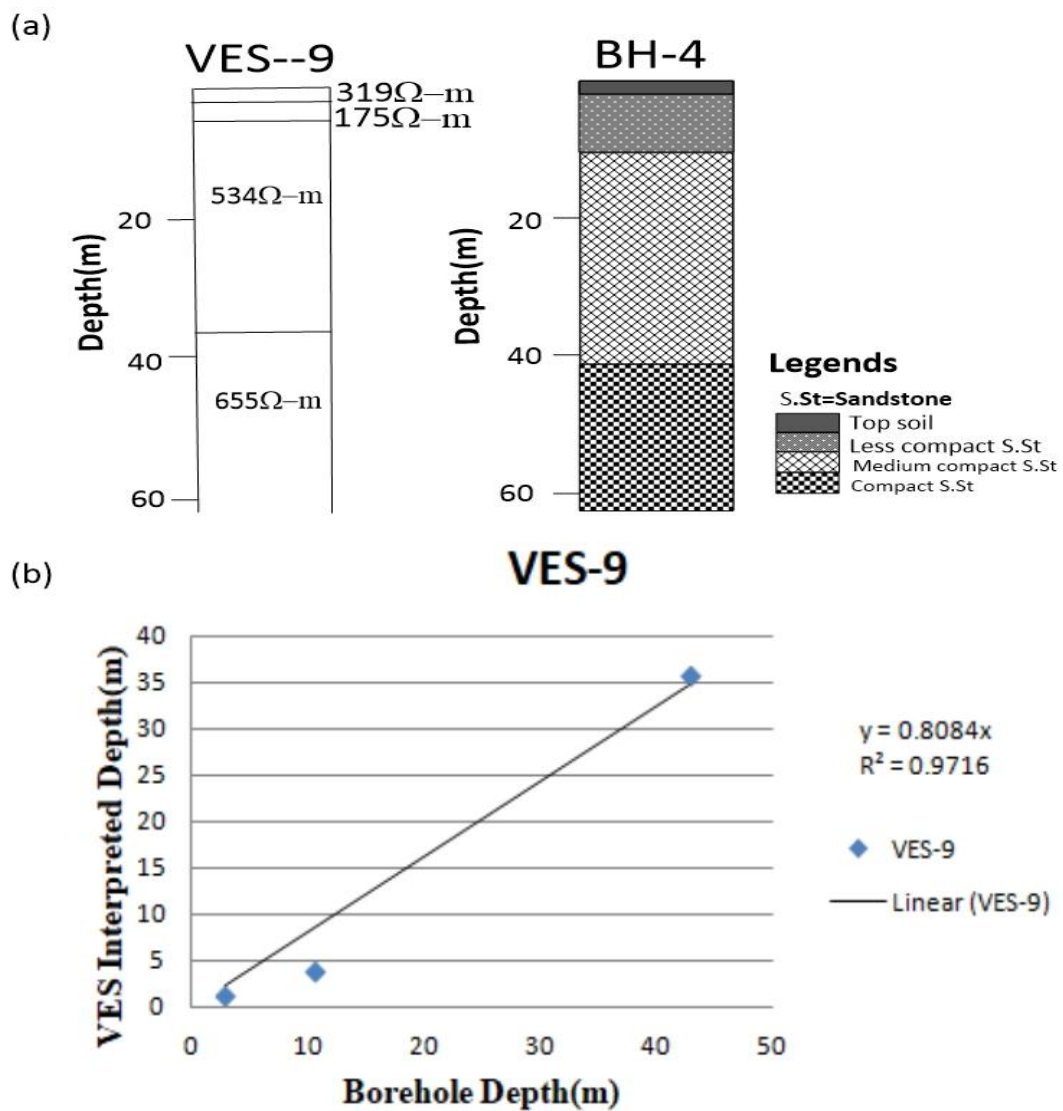 (a)
VES--9
319Ω–m
175Ω–m
534Ω–m
20
40
655Ω–m
60
Depth(m)
BH-4
20
40
60
Depth(m)
Legends
S.St=Sandstone
Top soil
Less compact S.St
Medium compact S.St
Compact S.St
(b)
VES-9
40
35
30
25
20
15
10
5
0
VES Interpreted Depth(m)
0 10 20 30 40 50
Borehole Depth(m)
y = 0.8084x
R² = 0.9716
VES-9
Linear (VES-9)